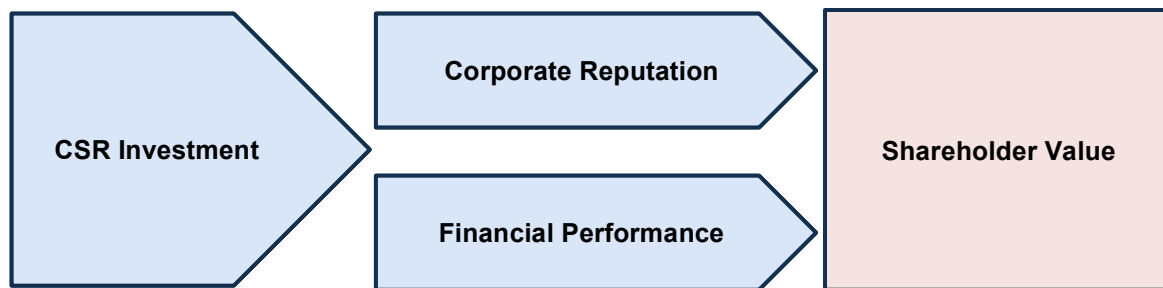 Corporate Reputation
CSR Investment
Shareholder Value
Financial Performance